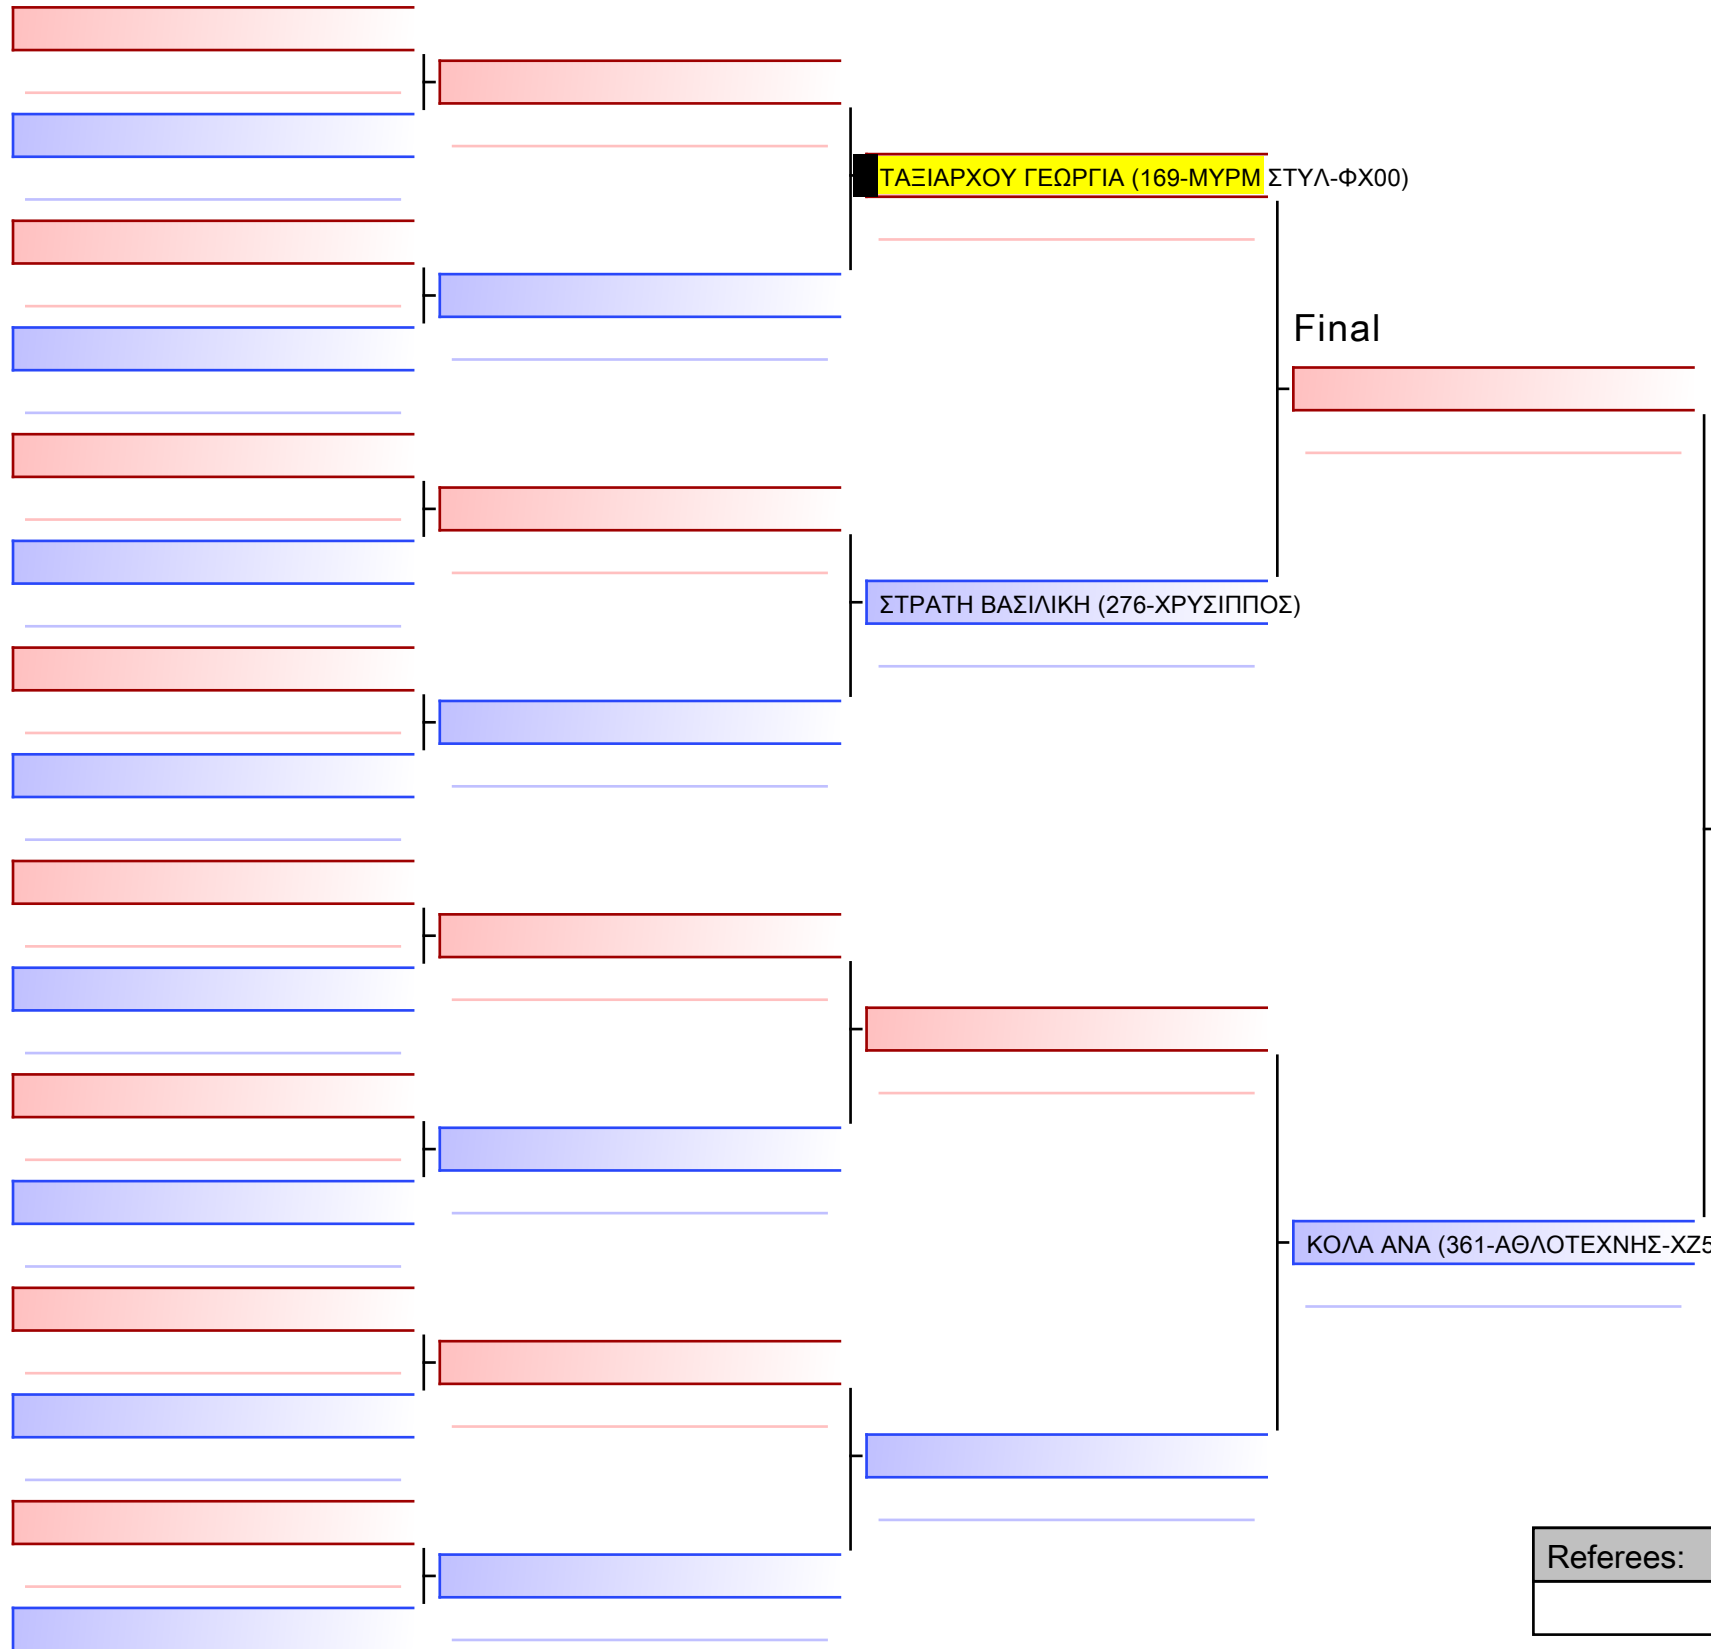 ΤΑΞΙΑΡΧΟΥ ΓΕΩΡΓΙΑ (169-ΜΥΡΜ ΣΤΥΛ-ΦΧ00)
Final
ΣΤΡΑΤΗ ΒΑΣΙΛΙΚΗ (276-ΧΡΥΣΙΠΠΟΣ)
ΚΟΛΑ ΑΝΑ (361-ΑΘΛΟΤΕΧΝΗΣ-ΧΖ5
Referees: